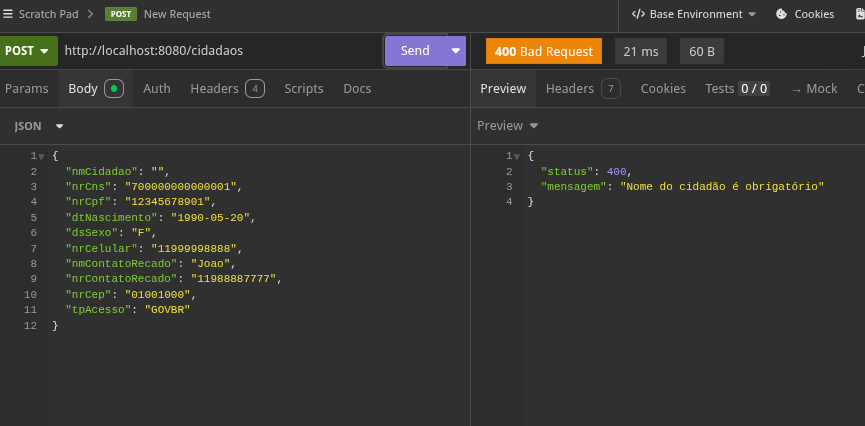 Scratch Pad > POST New Request
</> Base Environment
Cookies
POST http://localhost:8080/cidadaos
Send
400 Bad Request
21 ms
60 B
Params Body Auth Headers 4 Scripts Docs
Preview Headers 7 Cookies Tests 0 / 0 → Mock
JSON
Preview
1 {
2 "nmCidadao": "",
3 "nrCns": "700000000000001",
4 "nrCpf": "12345678901",
5 "dtNascimento": "1990-05-20",
6 "dsSexo": "F",
7 "nrCelular": "11999998888",
8 "nmContatoRecado": "Joao",
9 "nrContatoRecado": "11988887777",
10 "nrCep": "01001000",
11 "tpAcesso": "GOVBR"
12 }
1 {
2 "status": 400,
3 "mensagem": "Nome do cidadão é obrigatório"
4 }